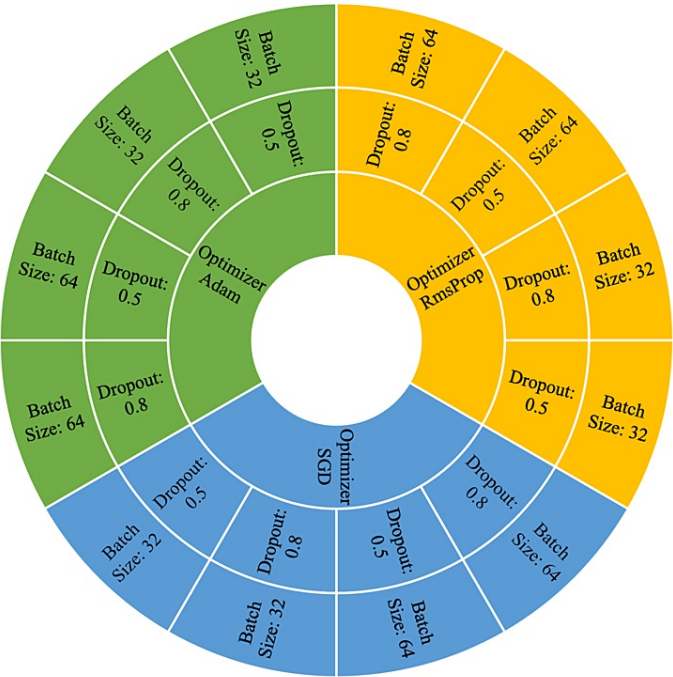 Optimizer
RmsProp
Dropout:
0.8
Batch
Size: 64
Dropout:
0.5
Batch
Size: 64
Dropout:
0.8
Batch
Size: 32
Dropout:
0.5
Batch
Size: 32
Optimizer
SGD
Dropout:
0.8
Batch
Size: 64
Dropout:
0.5
Batch
Size: 64
Dropout:
0.8
Batch
Size: 32
Dropout:
0.5
Batch
Size: 32
Optimizer
Adam
Dropout:
0.8
Batch
Size: 64
Dropout:
0.5
Batch
Size: 64
Dropout:
0.8
Batch
Size: 32
Dropout:
0.5
Batch
Size: 32